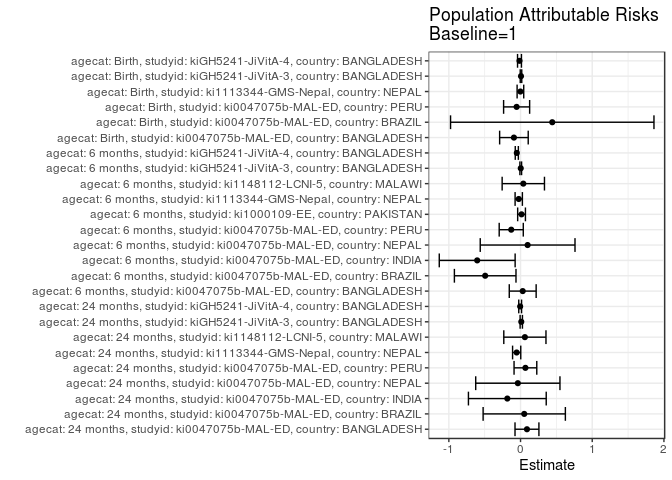 Population Attributable Risks
Baseline=1
agecat: Birth, studyid: kiGH5241-JiVitA-4, country: BANGLADESH
agecat: Birth, studyid: kiGH5241-JiVitA-3, country: BANGLADESH
agecat: Birth, studyid: ki1113344-GMS-Nepal, country: NEPAL
agecat: Birth, studyid: ki0047075b-MAL-ED, country: PERU
agecat: Birth, studyid: ki0047075b-MAL-ED, country: BRAZIL
agecat: Birth, studyid: ki0047075b-MAL-ED, country: BANGLADESH
agecat: 6 months, studyid: kiGH5241-JiVitA-4, country: BANGLADESH
agecat: 6 months, studyid: kiGH5241-JiVitA-3, country: BANGLADESH
agecat: 6 months, studyid: ki1148112-LCNI-5, country: MALAWI
agecat: 6 months, studyid: ki1113344-GMS-Nepal, country: NEPAL
agecat: 6 months, studyid: ki1000109-EE, country: PAKISTAN
agecat: 6 months, studyid: ki0047075b-MAL-ED, country: PERU
agecat: 6 months, studyid: ki0047075b-MAL-ED, country: NEPAL
agecat: 6 months, studyid: ki0047075b-MAL-ED, country: INDIA
agecat: 6 months, studyid: ki0047075b-MAL-ED, country: BRAZIL
agecat: 6 months, studyid: ki0047075b-MAL-ED, country: BANGLADESH
agecat: 24 months, studyid: kiGH5241-JiVitA-4, country: BANGLADESH
agecat: 24 months, studyid: kiGH5241-JiVitA-3, country: BANGLADESH
agecat: 24 months, studyid: ki1148112-LCNI-5, country: MALAWI
agecat: 24 months, studyid: ki1113344-GMS-Nepal, country: NEPAL
agecat: 24 months, studyid: ki0047075b-MAL-ED, country: PERU
agecat: 24 months, studyid: ki0047075b-MAL-ED, country: NEPAL
agecat: 24 months, studyid: ki0047075b-MAL-ED, country: INDIA
agecat: 24 months, studyid: ki0047075b-MAL-ED, country: BRAZIL
agecat: 24 months, studyid: ki0047075b-MAL-ED, country: BANGLADESH
-1 0 1 2
Estimate